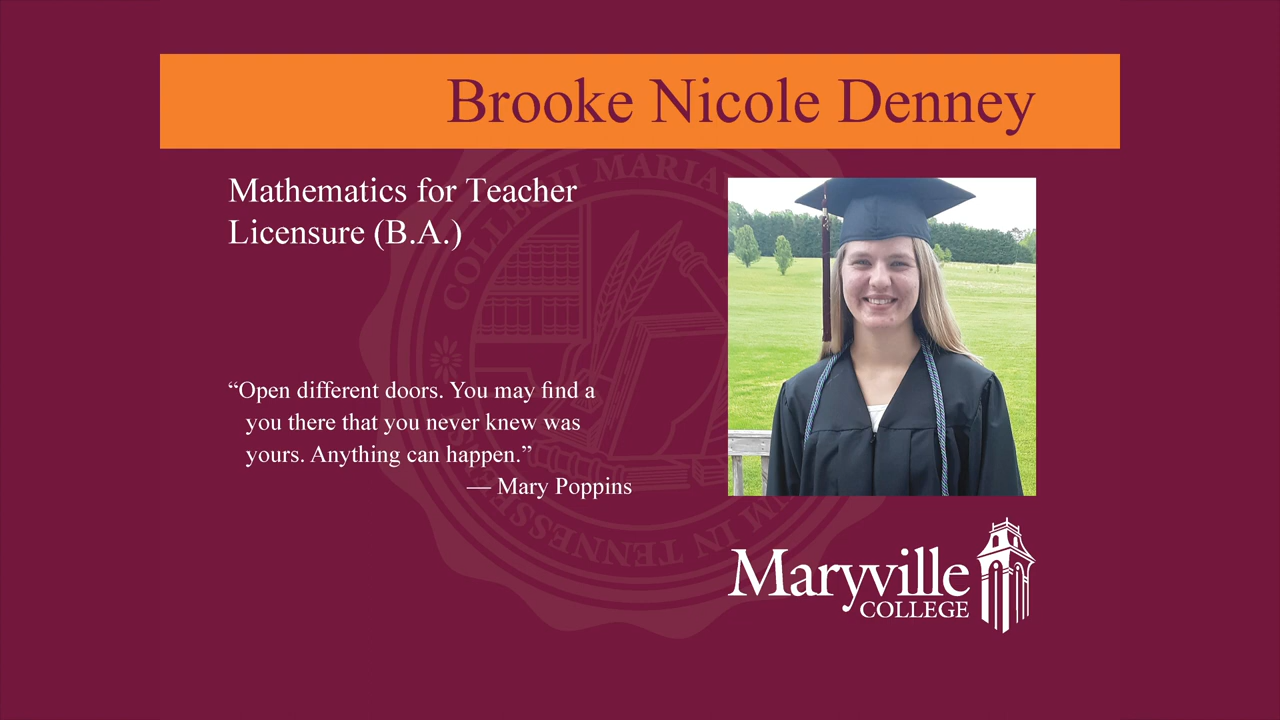 Brooke Nicole Denney
Mathematics for Teacher
Licensure (B.A.)
“Open different doors. You may find a
you there that you never knew was
yours. Anything can happen.”
— Mary Poppins
Maryville
COLLEGE